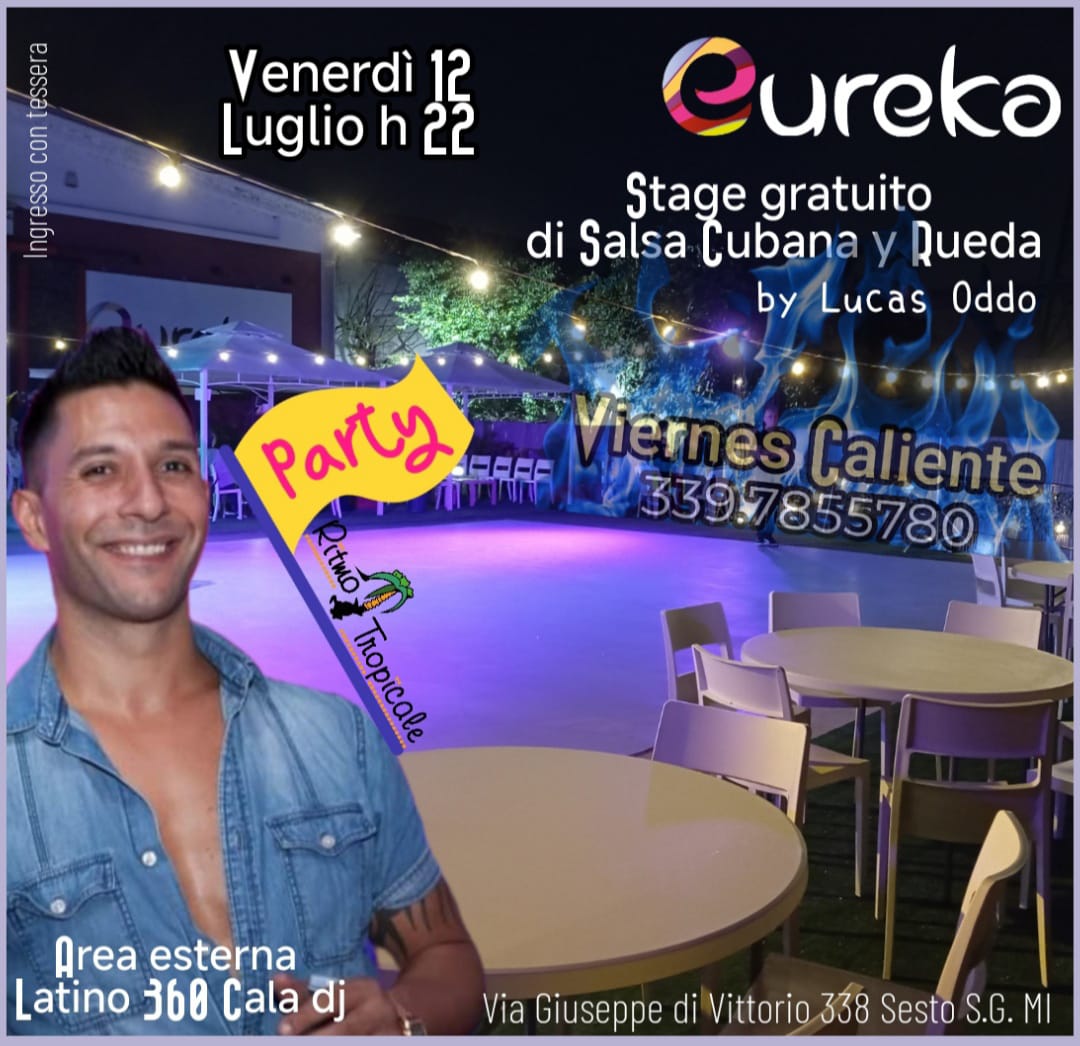 Ingresso con tessera
Venerdì 12
Luglio h 22
eureka
Stage gratuito
di Salsa Cubana y Rueda
by Lucas Oddo
Party
Viernes Caliente
339.7855780
Ritmo
Tropicale
Area esterna
Latino 360 Cala dj
Via Giuseppe di Vittorio 338 Sesto S.G. MI